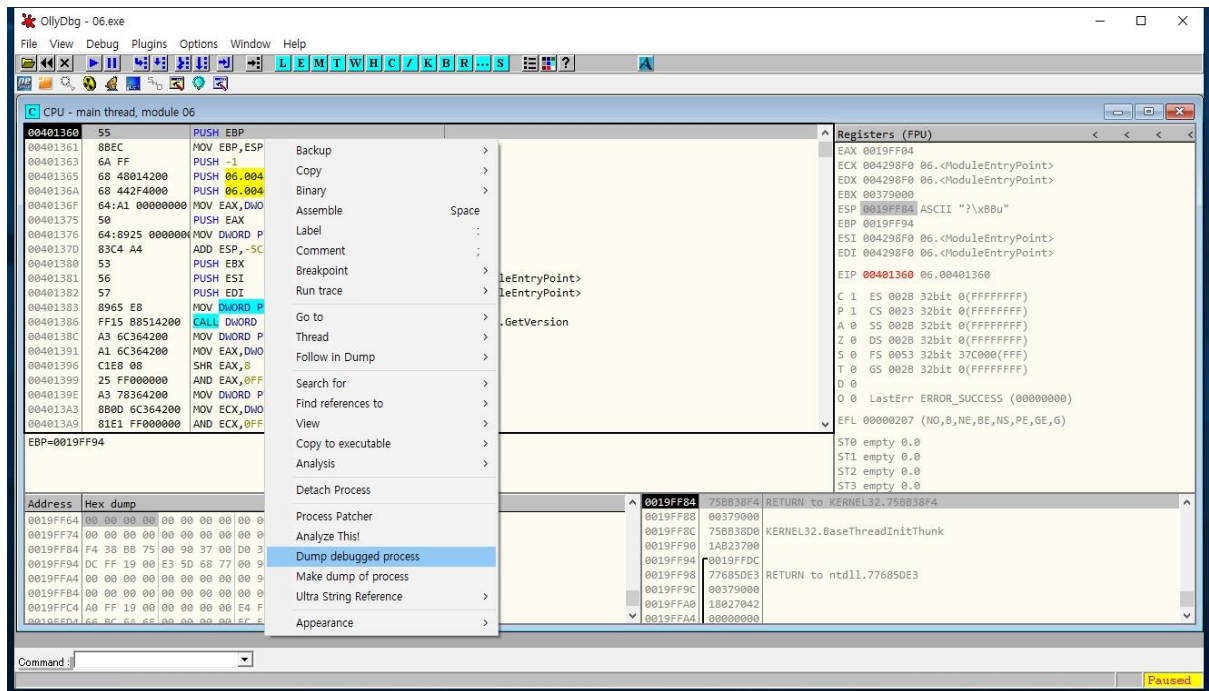 OllyDbg - 06.exe
File View Debug Plugins Options Window Help
L E M T W H C / K B R ... S ? A
C CPU - main thread, module 06
00401360 55 PUSH EBP
00401361 8BEC MOV EBP,ESP
00401363 6A FF PUSH -1
00401365 68 48014200 PUSH 06.004
0040136A 68 442F4000 PUSH 06.004
0040136F 64:A1 00000000 MOV EAX,DWO
00401375 50 PUSH EAX
00401376 64:8925 000000 MOV DWORD P
0040137D 83C4 A4 ADD ESP,-5C
00401380 53 PUSH EBX
00401381 56 PUSH ESI leEntryPoint>
00401382 57 PUSH EDI leEntryPoint>
00401383 8965 E8 MOV DWORD P
00401386 FF15 B8514200 CALL DWORD .GetVersion
0040138C A3 6C364200 MOV DWORD P
00401391 A1 6C364200 MOV EAX,DWO
00401396 C1E8 08 SHR EAX,8
00401399 25 FF000000 AND EAX,0FF
0040139E A3 78364200 MOV DWORD P
004013A3 8B0D 6C364200 MOV ECX,DWO
004013A9 81E1 FF000000 AND ECX,0FF
EBP=0019FF94
Backup >
Copy >
Binary >
Assemble Space
Label :
Comment ;
Breakpoint >
Run trace >
Go to >
Thread >
Follow in Dump >
Search for >
Find references to >
View >
Copy to executable >
Analysis >
Detach Process
Process Patcher
Analyze This!
Dump debugged process
Make dump of process
Ultra String Reference >
Appearance >
Registers (FPU) < < < <
EAX 0019FF04
ECX 004298F0 06.<ModuleEntryPoint>
EDX 004298F0 06.<ModuleEntryPoint>
EBX 00379000
ESP 0019FF84 ASCII "?\xBBu"
EBP 0019FF94
ESI 004298F0 06.<ModuleEntryPoint>
EDI 004298F0 06.<ModuleEntryPoint>
EIP 00401360 06.00401360
C 1 ES 002B 32bit 0(FFFFFFFF)
P 1 CS 0023 32bit 0(FFFFFFFF)
A 0 SS 002B 32bit 0(FFFFFFFF)
Z 0 DS 002B 32bit 0(FFFFFFFF)
S 0 FS 0053 32bit 37C000(FFF)
T 0 GS 002B 32bit 0(FFFFFFFF)
D 0
O 0 LastErr ERROR_SUCCESS (00000000)
EFL 00000207 (NO,B,NE,BE,NS,PE,GE,G)
ST0 empty 0.0
ST1 empty 0.0
ST2 empty 0.0
ST3 empty 0.0
Address Hex dump
0019FF64 00 00 00 00 00 00 00 00 00 0
0019FF74 00 00 00 00 00 00 00 00 00 0
0019FF84 F4 38 BB 75 00 90 37 00 D0 3
0019FF94 DC FF 19 00 E3 5D 68 77 00 9
0019FFA4 00 00 00 00 00 00 00 00 00 9
0019FFB4 00 00 00 00 00 00 00 00 00 0
0019FFC4 A0 FF 19 00 00 00 00 00 E4 F
0019FF84 75BB38F4 RETURN to KERNEL32.75BB38F4
0019FF88 00379000
0019FF8C 75BB38D0 KERNEL32.BaseThreadInitThunk
0019FF90 1AB23700
0019FF94 0019FFDC
0019FF98 77685DE3 RETURN to ntdll.77685DE3
0019FF9C 00379000
0019FFA0 18027042
0019FFA4 00000000
Command :
Paused